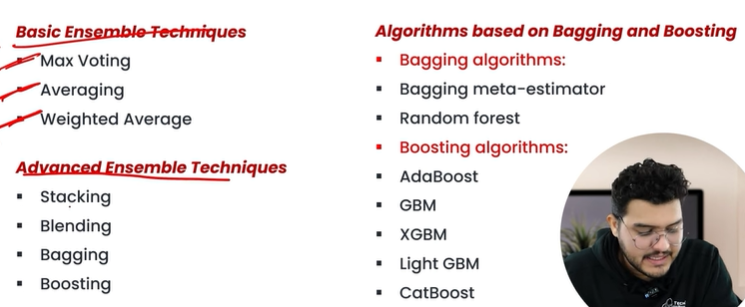 Basic Ensemble Techniques
Max Voting
Averaging
Weighted Average
Advanced Ensemble Techniques
Stacking
Blending
Bagging
Boosting
Algorithms based on Bagging and Boosting
Bagging algorithms:
Bagging meta-estimator
Random forest
Boosting algorithms:
AdaBoost
GBM
XGBM
Light GBM
CatBoost